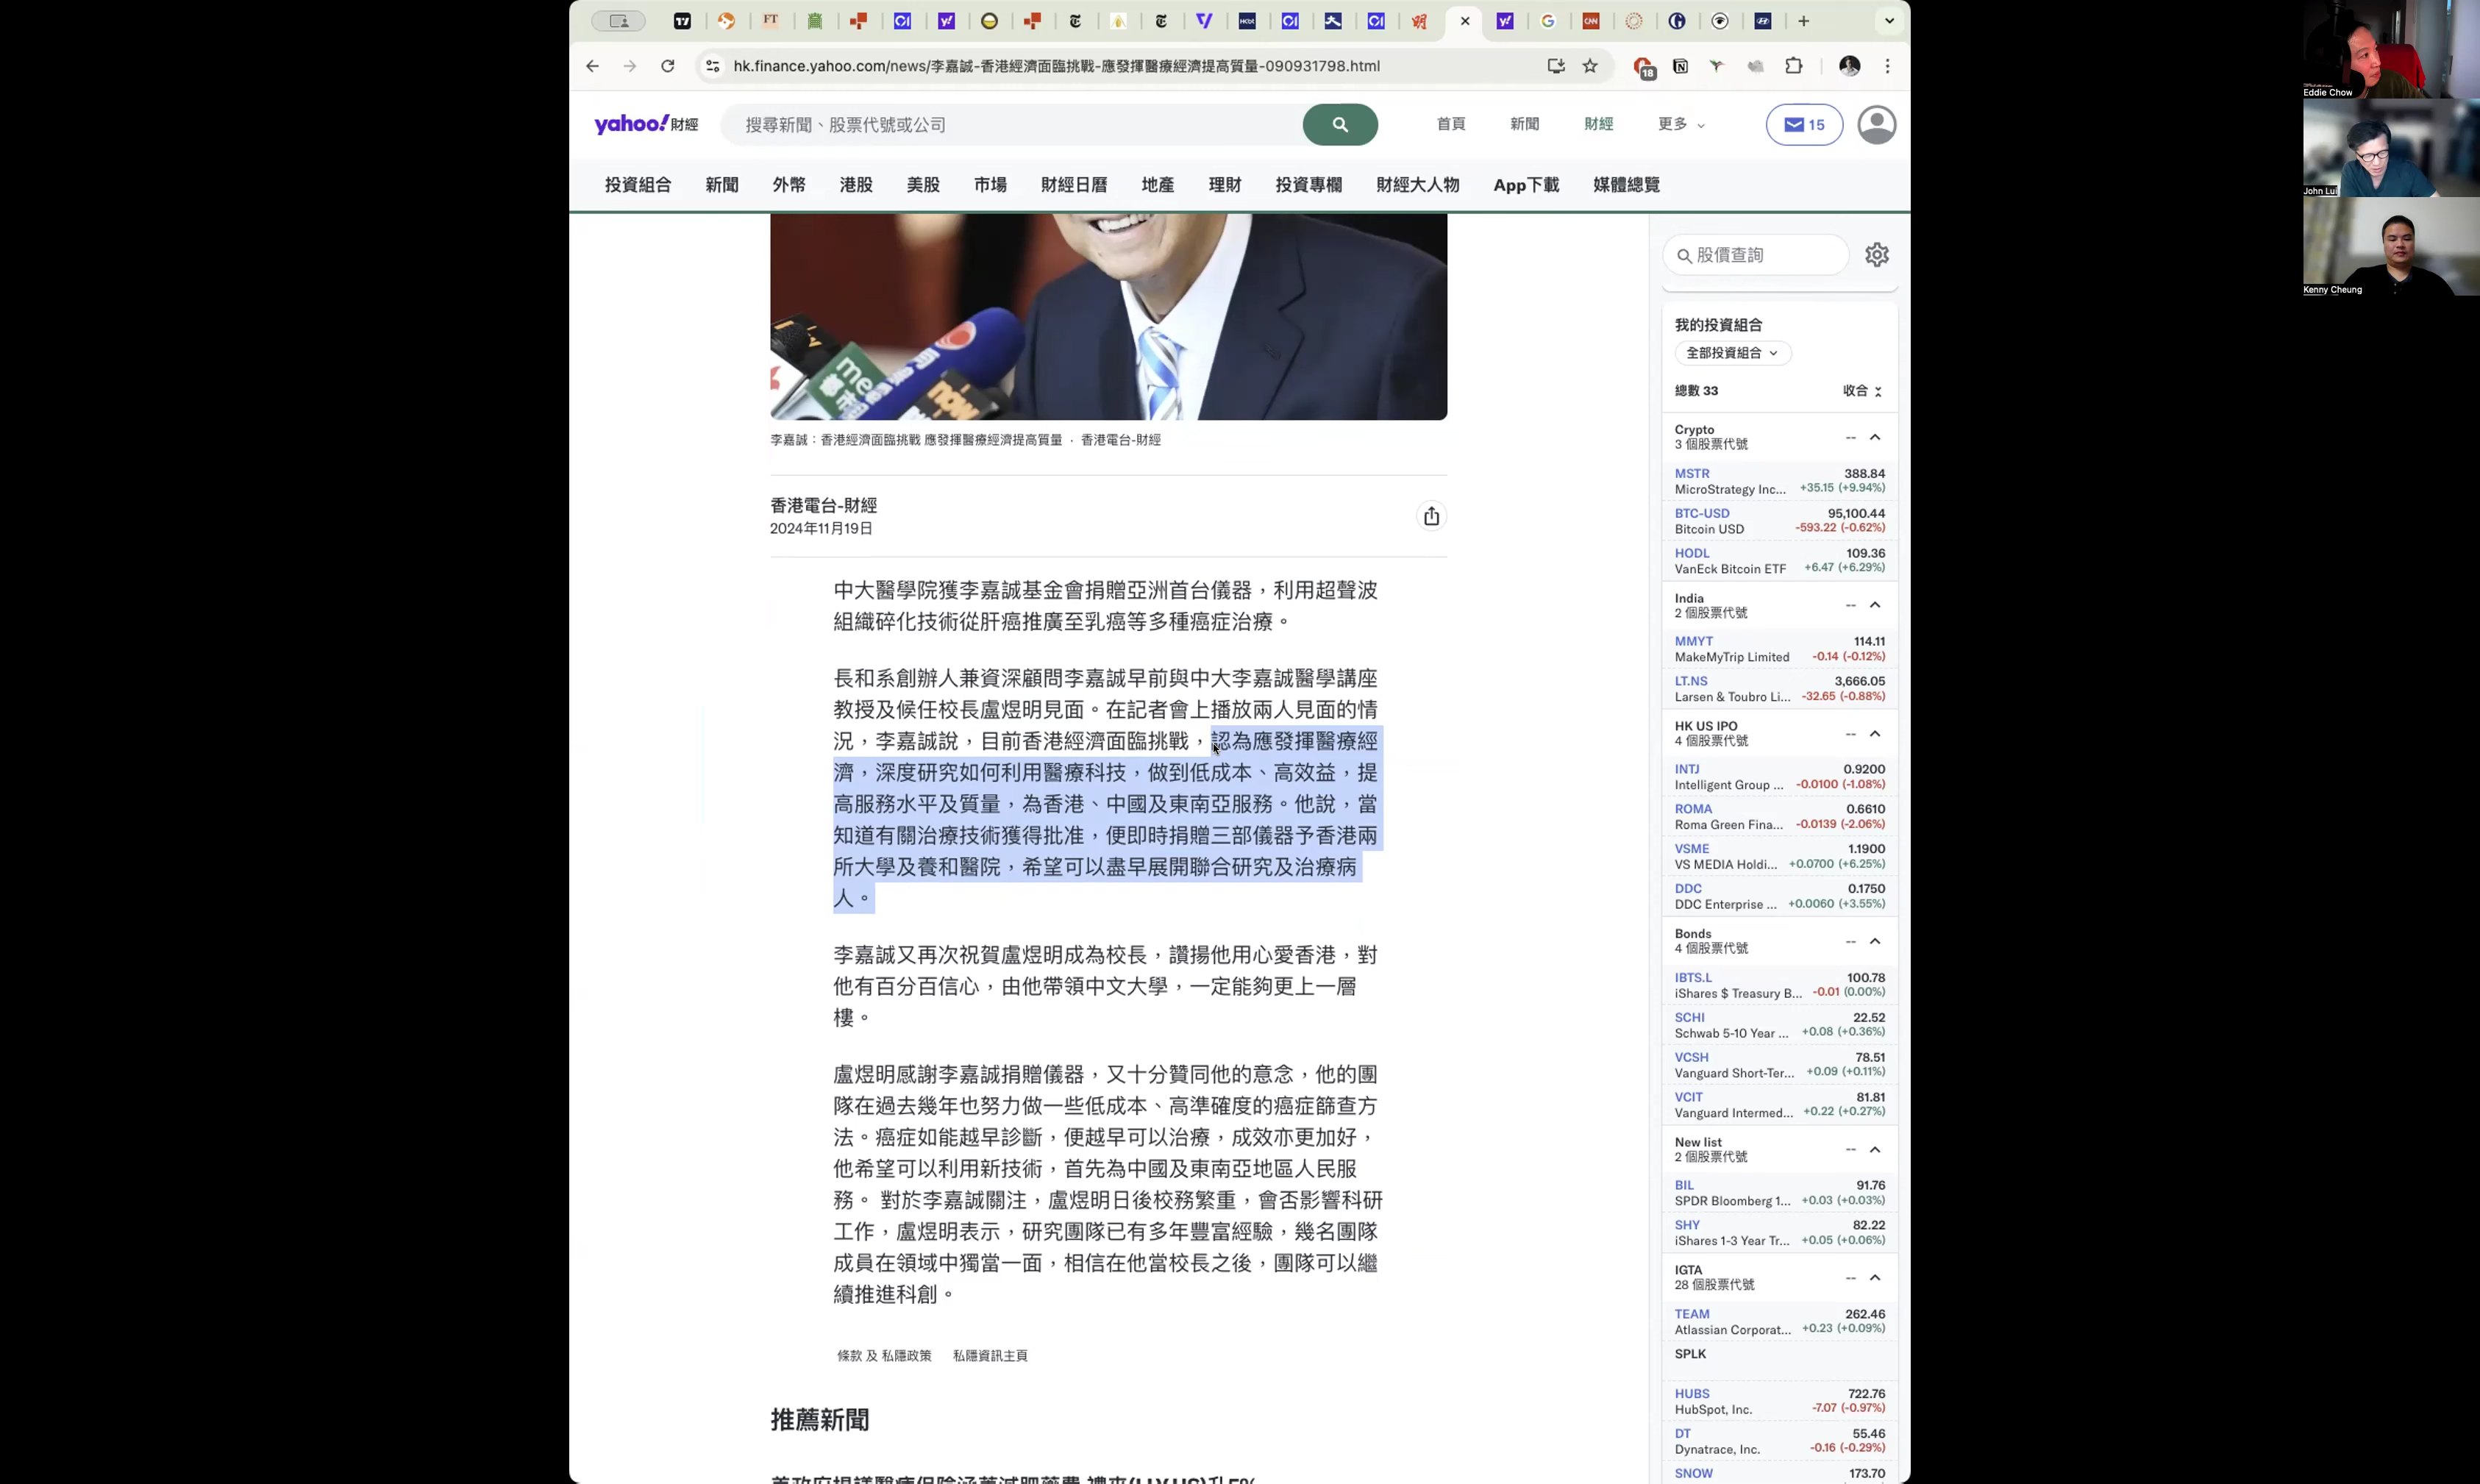 hk.finance.yahoo.com/news/李嘉誠-香港經濟面臨挑戰-應發揮醫療經濟提高質量-090931798.html
18
yahoo!財經
搜尋新聞、股票代號或公司
首頁
新聞
財經
更多
15
投資組合
新聞
外幣
港股
美股
市場
財經日曆
地產
理財
投資專欄
財經大人物
App下載
媒體總覽
李嘉誠：香港經濟面臨挑戰 應發揮醫療經濟提高質量 · 香港電台-財經
香港電台-財經
2024年11月19日
中大醫學院獲李嘉誠基金會捐贈亞洲首台儀器，利用超聲波
組織碎化技術從肝癌推廣至乳癌等多種癌症治療。
長和系創辦人兼資深顧問李嘉誠早前與中大李嘉誠醫學講座
教授及候任校長盧煜明見面。在記者會上播放兩人見面的情
況，李嘉誠說，目前香港經濟面臨挑戰，認為應發揮醫療經
濟，深度研究如何利用醫療科技，做到低成本、高效益，提
高服務水平及質量，為香港、中國及東南亞服務。他說，當
知道有關治療技術獲得批准，便即時捐贈三部儀器予香港兩
所大學及養和醫院，希望可以盡早展開聯合研究及治療病
人。
李嘉誠又再次祝賀盧煜明成為校長，讚揚他用心愛香港，對
他有百分百信心，由他帶領中文大學，一定能夠更上一層
樓。
盧煜明感謝李嘉誠捐贈儀器，又十分贊同他的意念，他的團
隊在過去幾年也努力做一些低成本、高準確度的癌症篩查方
法。癌症如能越早診斷，便越早可以治療，成效亦更加好，
他希望可以利用新技術，首先為中國及東南亞地區人民服
務。 對於李嘉誠關注，盧煜明日後校務繁重，會否影響科研
工作，盧煜明表示，研究團隊已有多年豐富經驗，幾名團隊
成員在領域中獨當一面，相信在他當校長之後，團隊可以繼
續推進科創。
條款 及 私隱政策 私隱資訊主頁
推薦新聞
股價查詢
我的投資組合
全部投資組合
總數 33 收合
Crypto --
3 個股票代號
MSTR 388.84
MicroStrategy Inc... +35.15 (+9.94%)
BTC-USD 95,100.44
Bitcoin USD -593.22 (-0.62%)
HODL 109.36
VanEck Bitcoin ETF +6.47 (+6.29%)
India --
2 個股票代號
MMYT 114.11
MakeMyTrip Limited -0.14 (-0.12%)
LT.NS 3,666.05
Larsen & Toubro Li... -32.65 (-0.88%)
HK US IPO --
4 個股票代號
INTJ 0.9200
Intelligent Group ... -0.0100 (-1.08%)
ROMA 0.6610
Roma Green Fina... -0.0139 (-2.06%)
VSME 1.1900
VS MEDIA Holdi... +0.0700 (+6.25%)
DDC 0.1750
DDC Enterprise ... +0.0060 (+3.55%)
Bonds --
4 個股票代號
IBTS.L 100.78
iShares $ Treasury B... -0.01 (0.00%)
SCHI 22.52
Schwab 5-10 Year ... +0.08 (+0.36%)
VCSH 78.51
Vanguard Short-Ter... +0.09 (+0.11%)
VCIT 81.81
Vanguard Intermed... +0.22 (+0.27%)
New list --
2 個股票代號
BIL 91.76
SPDR Bloomberg 1... +0.03 (+0.03%)
SHY 82.22
iShares 1-3 Year Tr... +0.05 (+0.06%)
IGTA --
28 個股票代號
TEAM 262.46
Atlassian Corporat... +0.23 (+0.09%)
SPLK
HUBS 722.76
HubSpot, Inc. -7.07 (-0.97%)
DT 55.46
Dynatrace, Inc. -0.16 (-0.29%)
SNOW 173.70
Eddie Chow
John Lui
Kenny Cheung